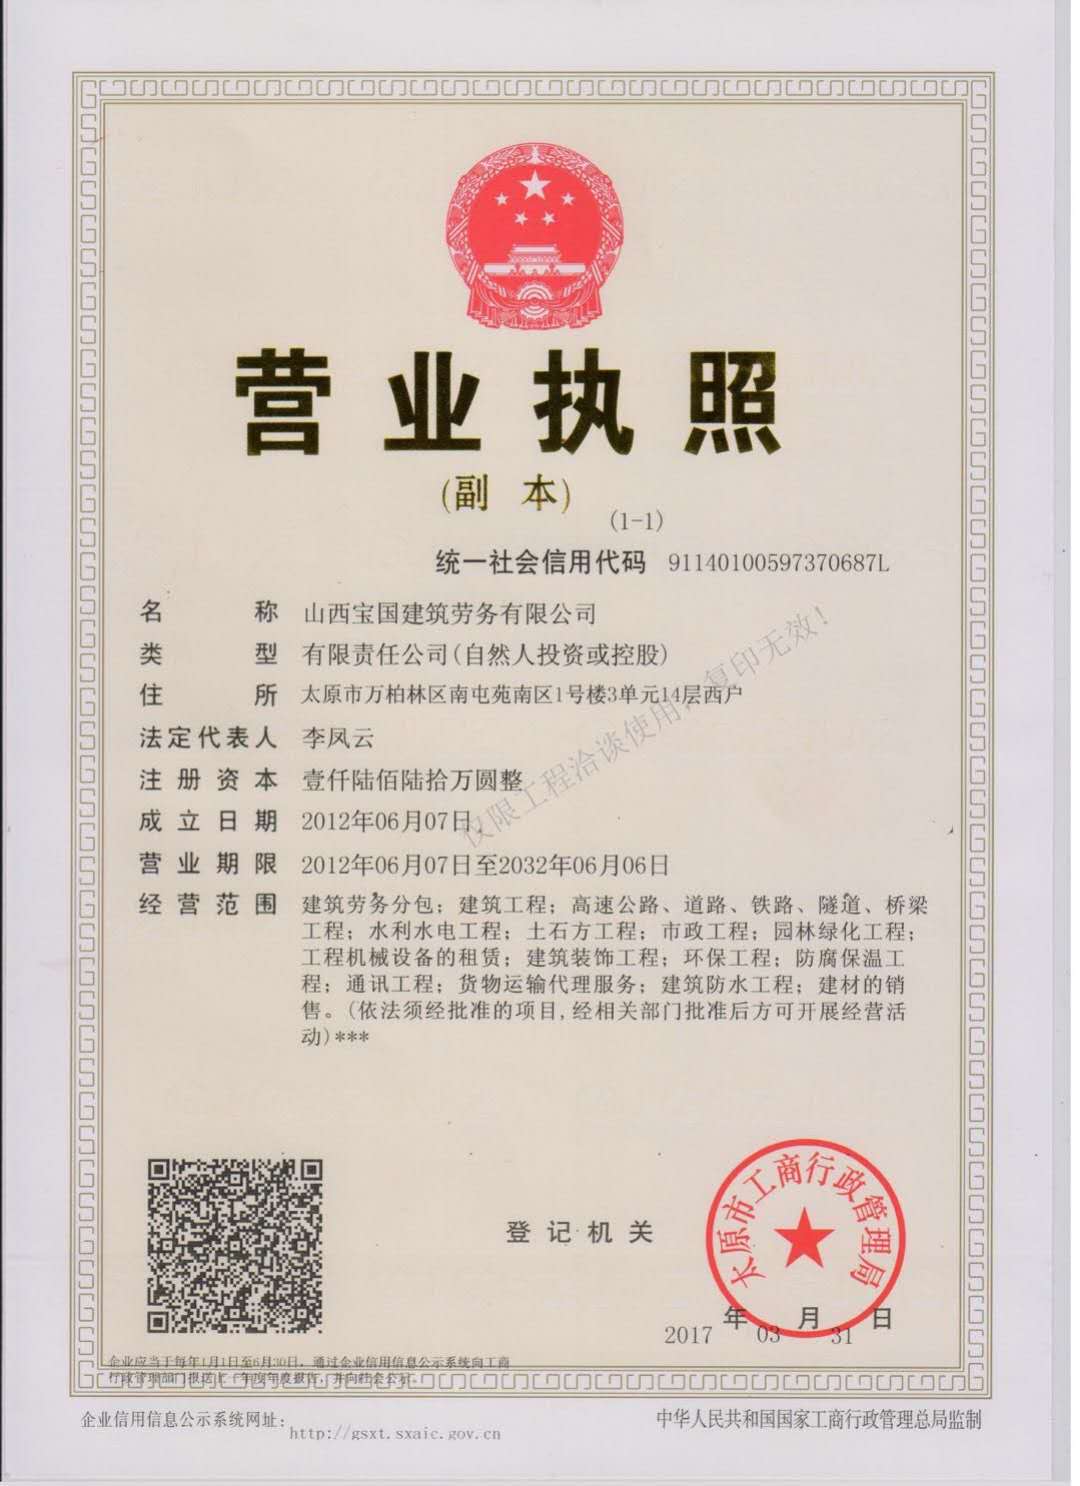 营业执照
(副 本)
(1-1)
统一社会信用代码 91140100597370687L
名 称 山西宝国建筑劳务有限公司
类 型 有限责任公司(自然人投资或控股)
住 所 太原市万柏林区南屯苑南区1号楼3单元14层西户
法定代表人 李凤云
注 册 资 本 壹仟陆佰陆拾万圆整
成 立 日 期 2012年06月07日
营 业 期 限 2012年06月07日至2032年06月06日
经 营 范 围 建筑劳务分包；建筑工程；高速公路、道路、铁路、隧道、桥梁
工程；水利水电工程；土石方工程；市政工程；园林绿化工程；
工程机械设备的租赁；建筑装饰工程；环保工程；防腐保温工
程；通讯工程；货物运输代理服务；建筑防水工程；建材的销
售。(依法须经批准的项目,经相关部门批准后方可开展经营活
动)***
仅限工程洽谈使用，复印无效！
登 记 机 关
太原市工商行政管理局
2017 年 03 月 31 日
企业应当于每年1月1日至6月30日，通过企业信用信息公示系统向工商
行政管理部门报送上一年度年度报告，并向社会公示。
企业信用信息公示系统网址：
http://gsxt.sxaic.gov.cn
中华人民共和国国家工商行政管理总局监制